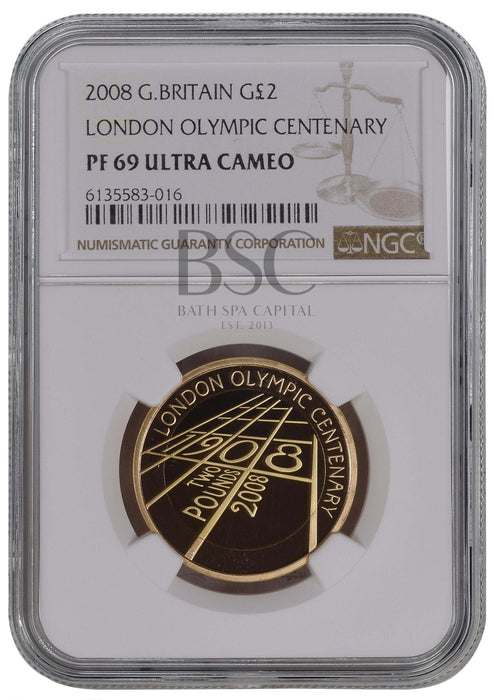 2008 G.BRITAIN G£2
LONDON OLYMPIC CENTENARY
PF 69 ULTRA CAMEO
6135583-016
NUMISMATIC GUARANTY CORPORATION
NGC®
BSC
BATH SPA CAPITAL
EST. 2013
LONDON OLYMPIC CENTENARY
1908
TWO
POUNDS
2008